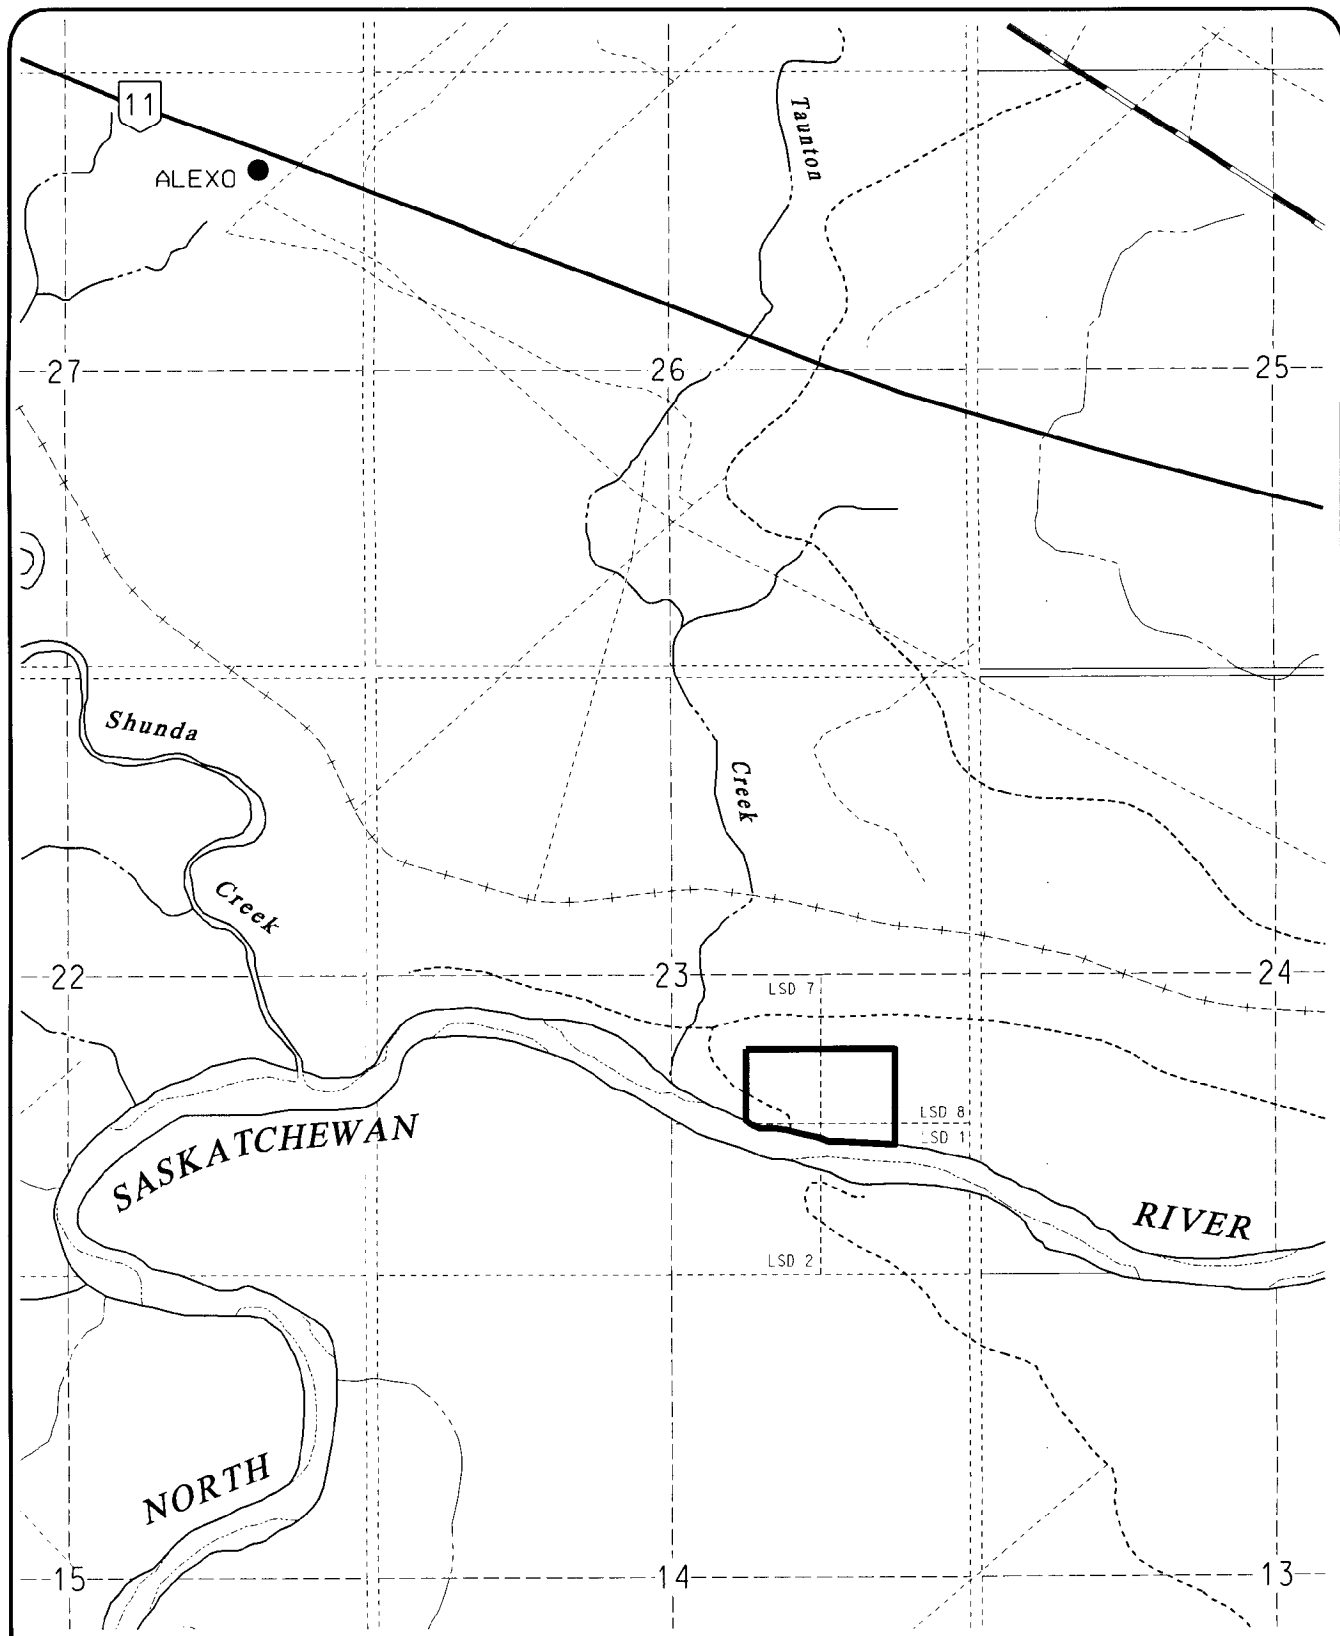 11
Taunton
ALEXO
27
26
25
Shunda
Creek
Creek
22
23
24
LSD 7
LSD 8
LSD 1
SASKATCHEWAN
RIVER
LSD 2
NORTH
15
14
13